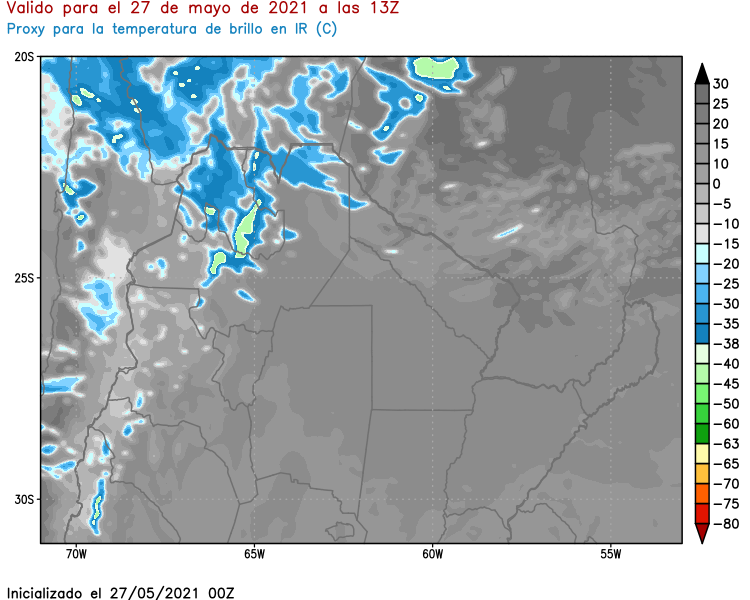 Valido para el 27 de mayo de 2021 a las 13Z
Proxy para la temperatura de brillo en IR (C)
20S
25S
30S
70W
65W
60W
55W
30
25
20
15
10
0
-5
-10
-15
-20
-25
-30
-35
-38
-40
-45
-50
-60
-63
-65
-70
-75
-80
Inicializado el 27/05/2021 00Z